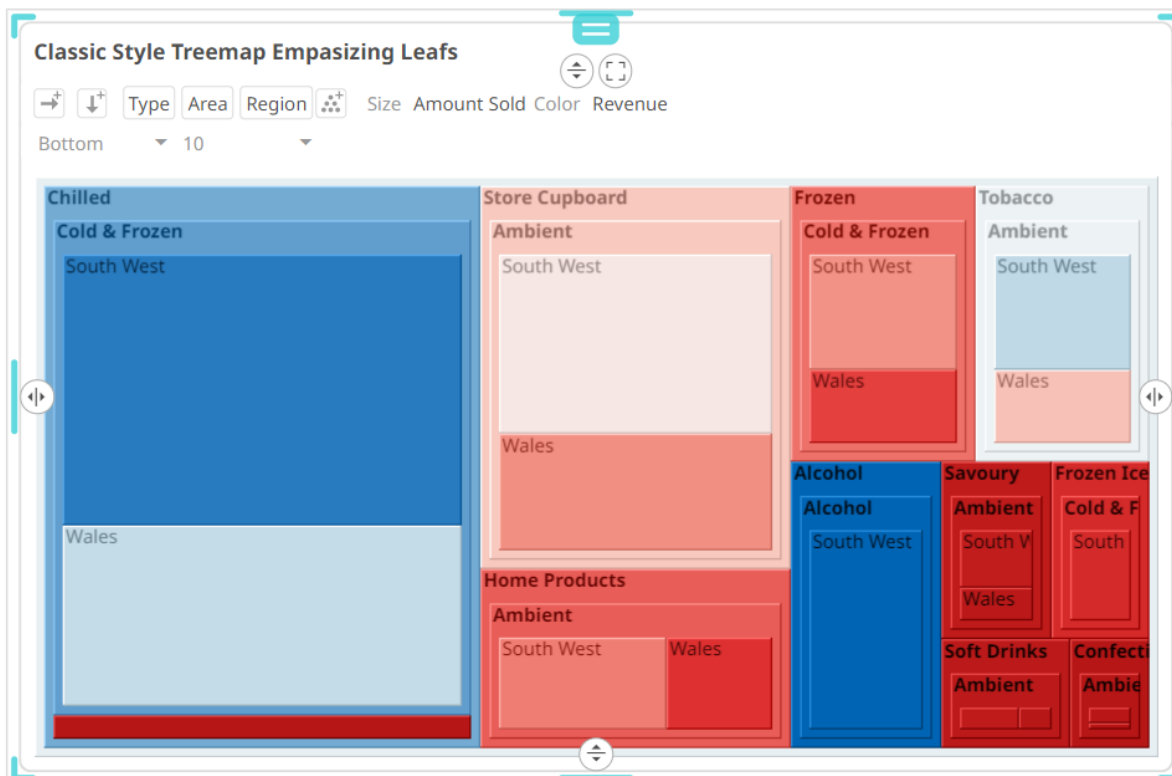 Classic Style Treemap Empasizing Leafs
Type Area Region Size Amount Sold Color Revenue
Bottom 10
Chilled
Cold & Frozen
South West
Wales
Store Cupboard
Ambient
South West
Wales
Home Products
Ambient
South West Wales
Frozen
Cold & Frozen
South West
Wales
Tobacco
Ambient
South West
Wales
Alcohol
Alcohol
South West
Savoury
Ambient
South W
Wales
Frozen Ice
Cold & F
South
Soft Drinks
Ambient
Confecti
Ambie